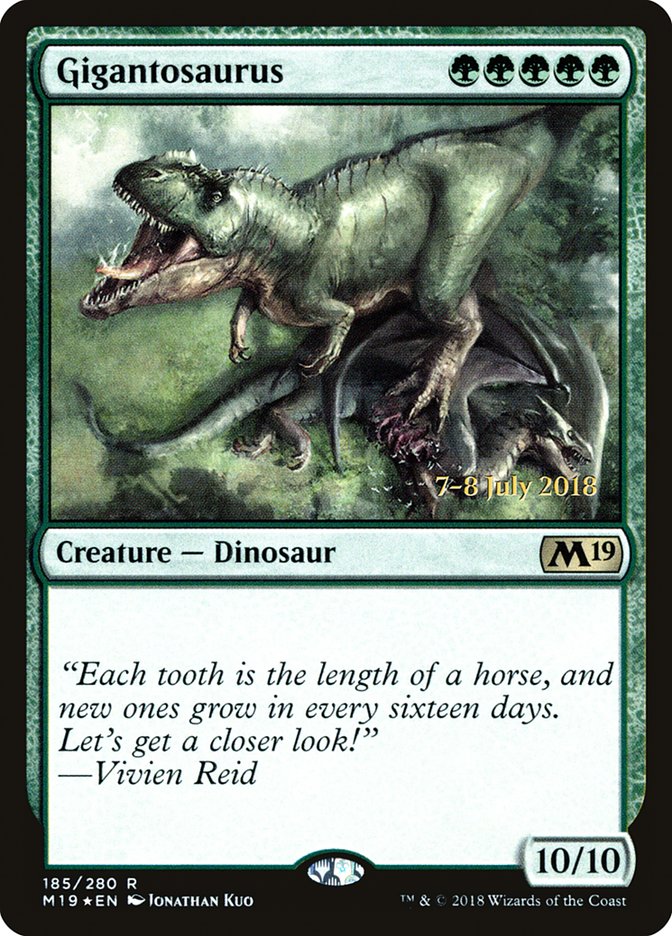 Gigantosaurus
7–8 July 2018
Creature — Dinosaur
M19
“Each tooth is the length of a horse, and
new ones grow in every sixteen days.
Let’s get a closer look!”
—Vivien Reid
10/10
185/280 R
M19★EN Jonathan Kuo
™ & © 2018 Wizards of the Coast